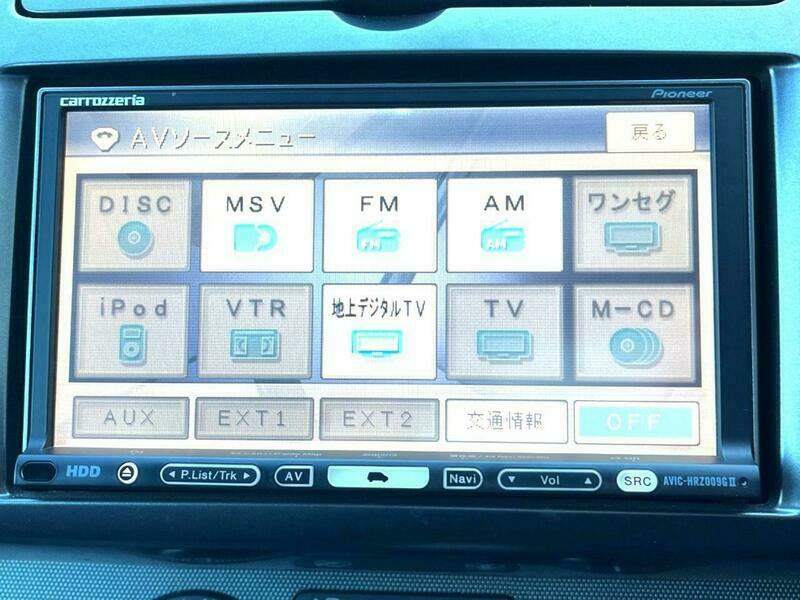 carrozzeria
Pioneer
AVソースメニュー
戻る
DISC
MSV
FM
AM
ワンセグ
FM
AM
iPod
VTR
地上デジタルTV
TV
M-CD
AUX
EXT1
EXT2
交通情報
OFF
HDD
P.List/Trk
AV
Navi
Vol
SRC
AVIC-HRZ009GⅡ